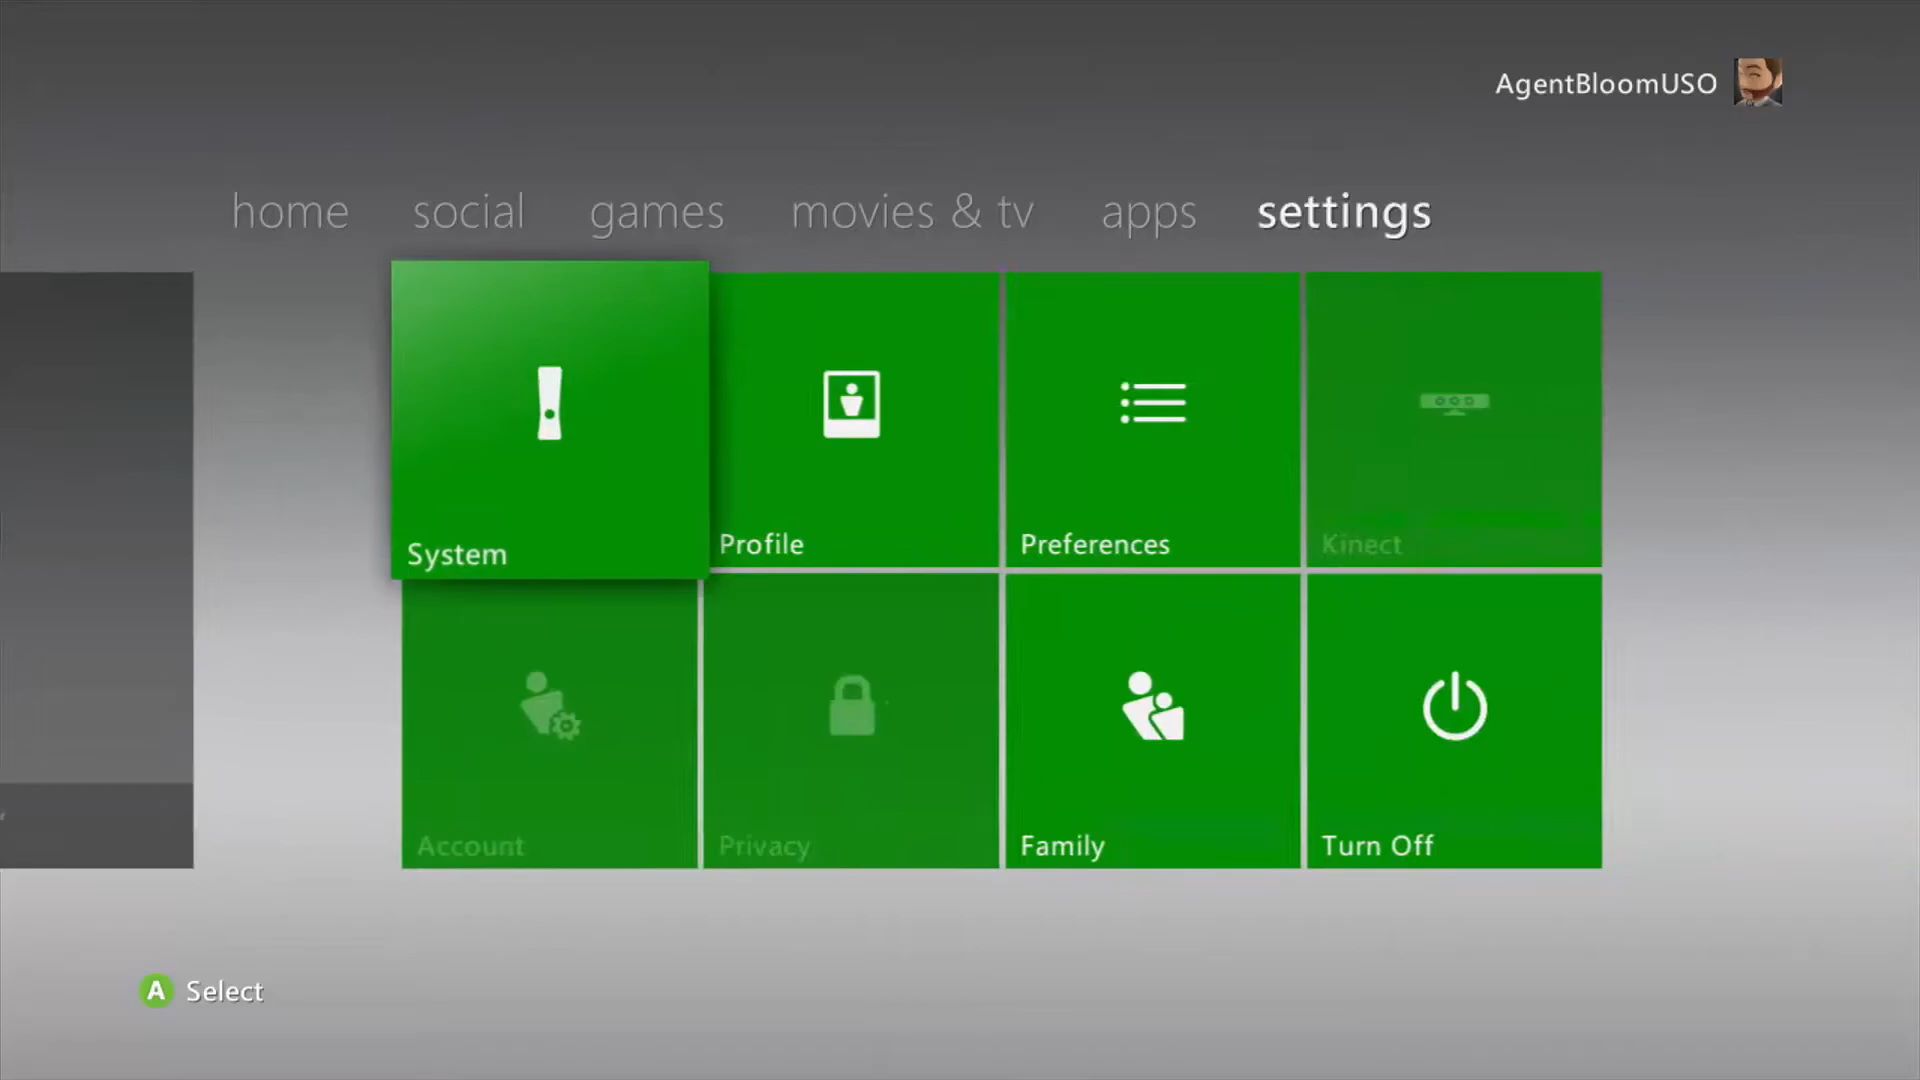 AgentBloomUSO
home social games movies & tv apps settings
System Profile Preferences Kinect
Account Privacy Family Turn Off
A Select